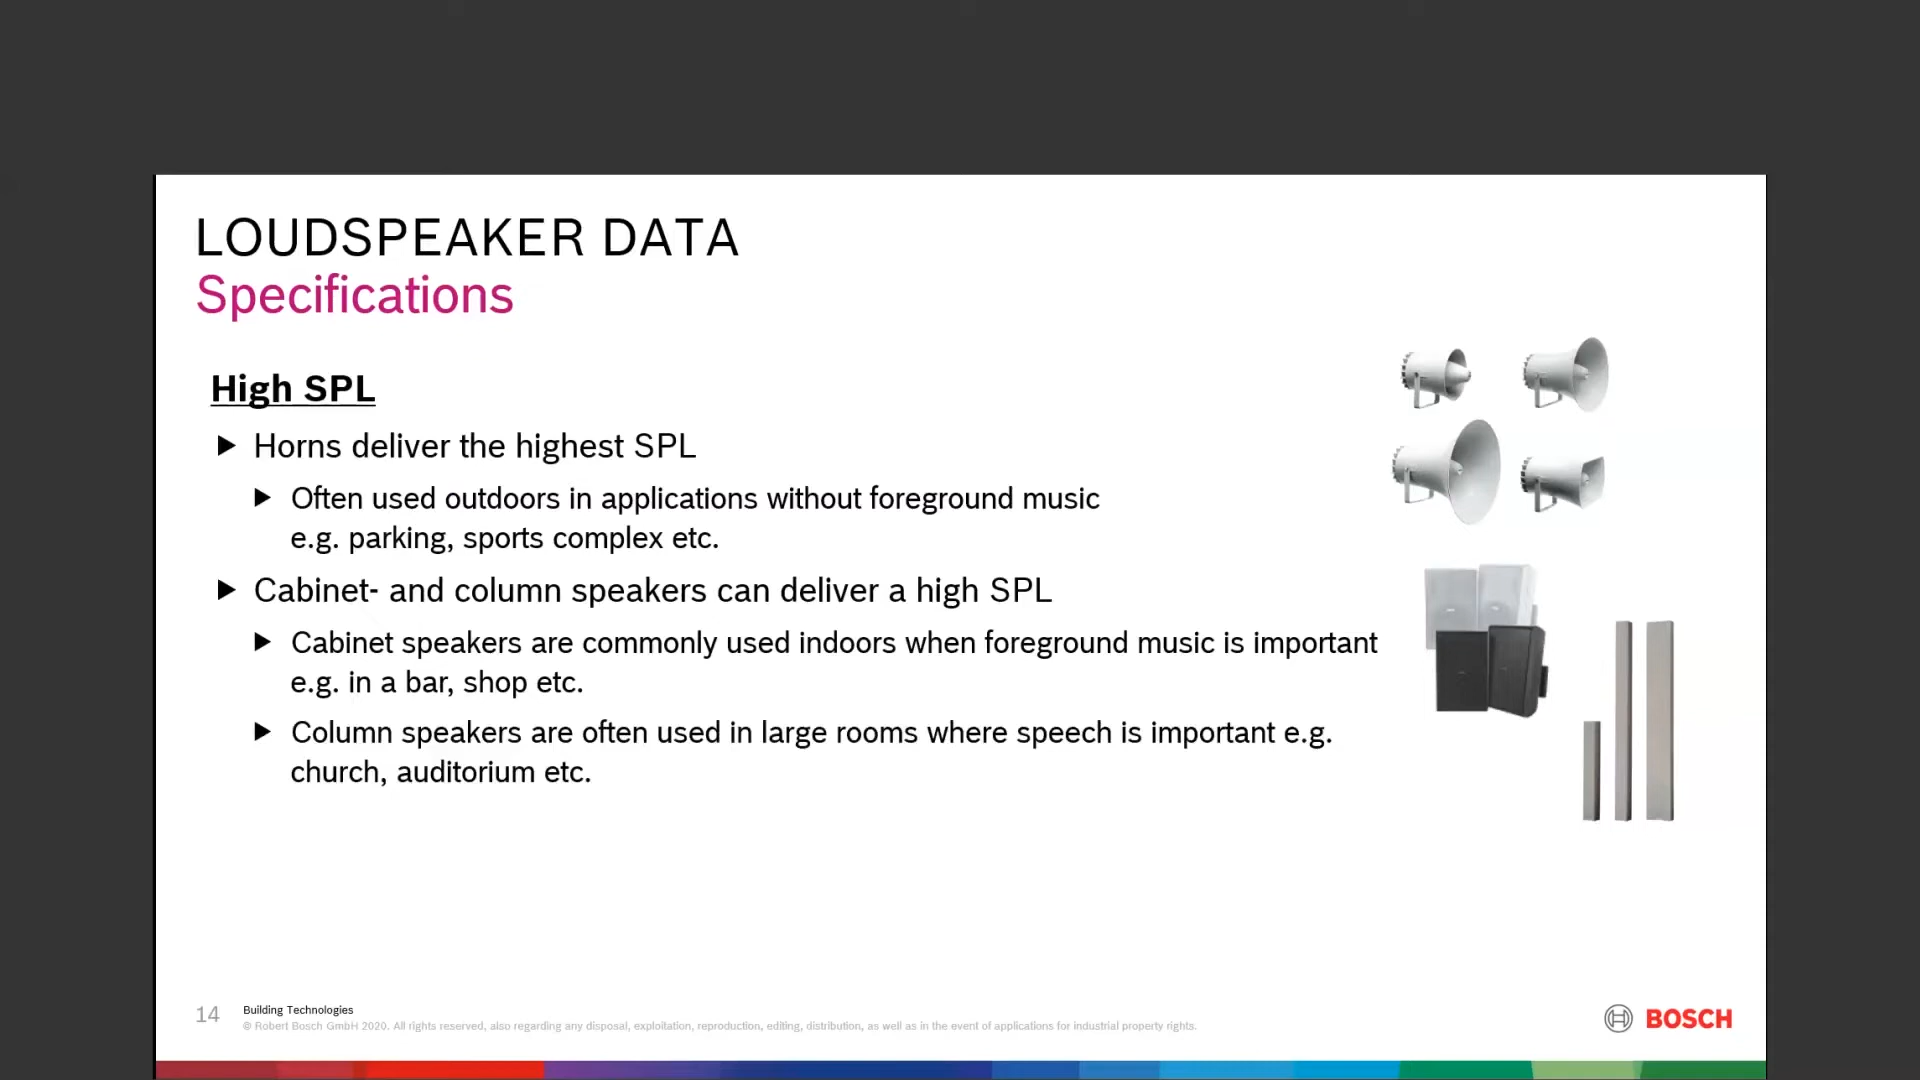 LOUDSPEAKER DATA
Specifications
High SPL
Horns deliver the highest SPL
Often used outdoors in applications without foreground music
e.g. parking, sports complex etc.
Cabinet- and column speakers can deliver a high SPL
Cabinet speakers are commonly used indoors when foreground music is important
e.g. in a bar, shop etc.
Column speakers are often used in large rooms where speech is important e.g.
church, auditorium etc.
14
Building Technologies
© Robert Bosch GmbH 2020. All rights reserved, also regarding any disposal, exploitation, reproduction, editing, distribution, as well as in the event of applications for industrial property rights.
BOSCH